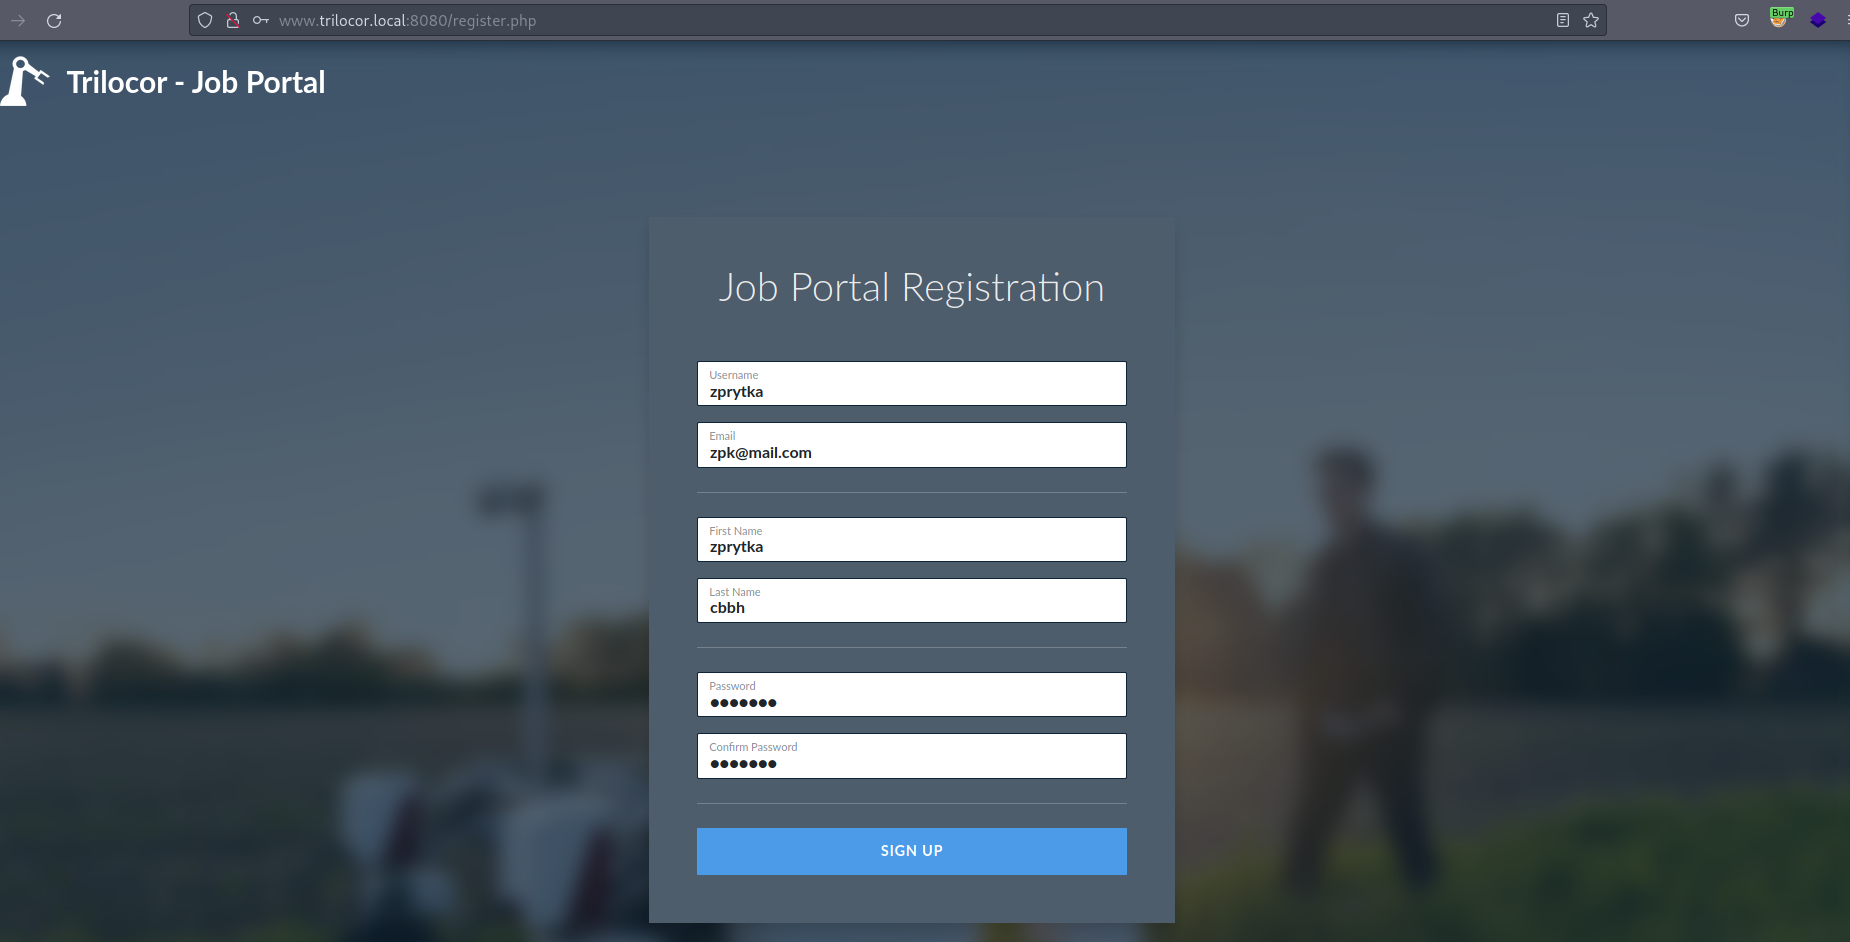 www.trilocor.local:8080/register.php
Burp
Trilocor - Job Portal
Job Portal Registration
Username
zprytka
Email
zpk@mail.com
First Name
zprytka
Last Name
cbbh
Password
●●●●●●●
Confirm Password
●●●●●●●
SIGN UP